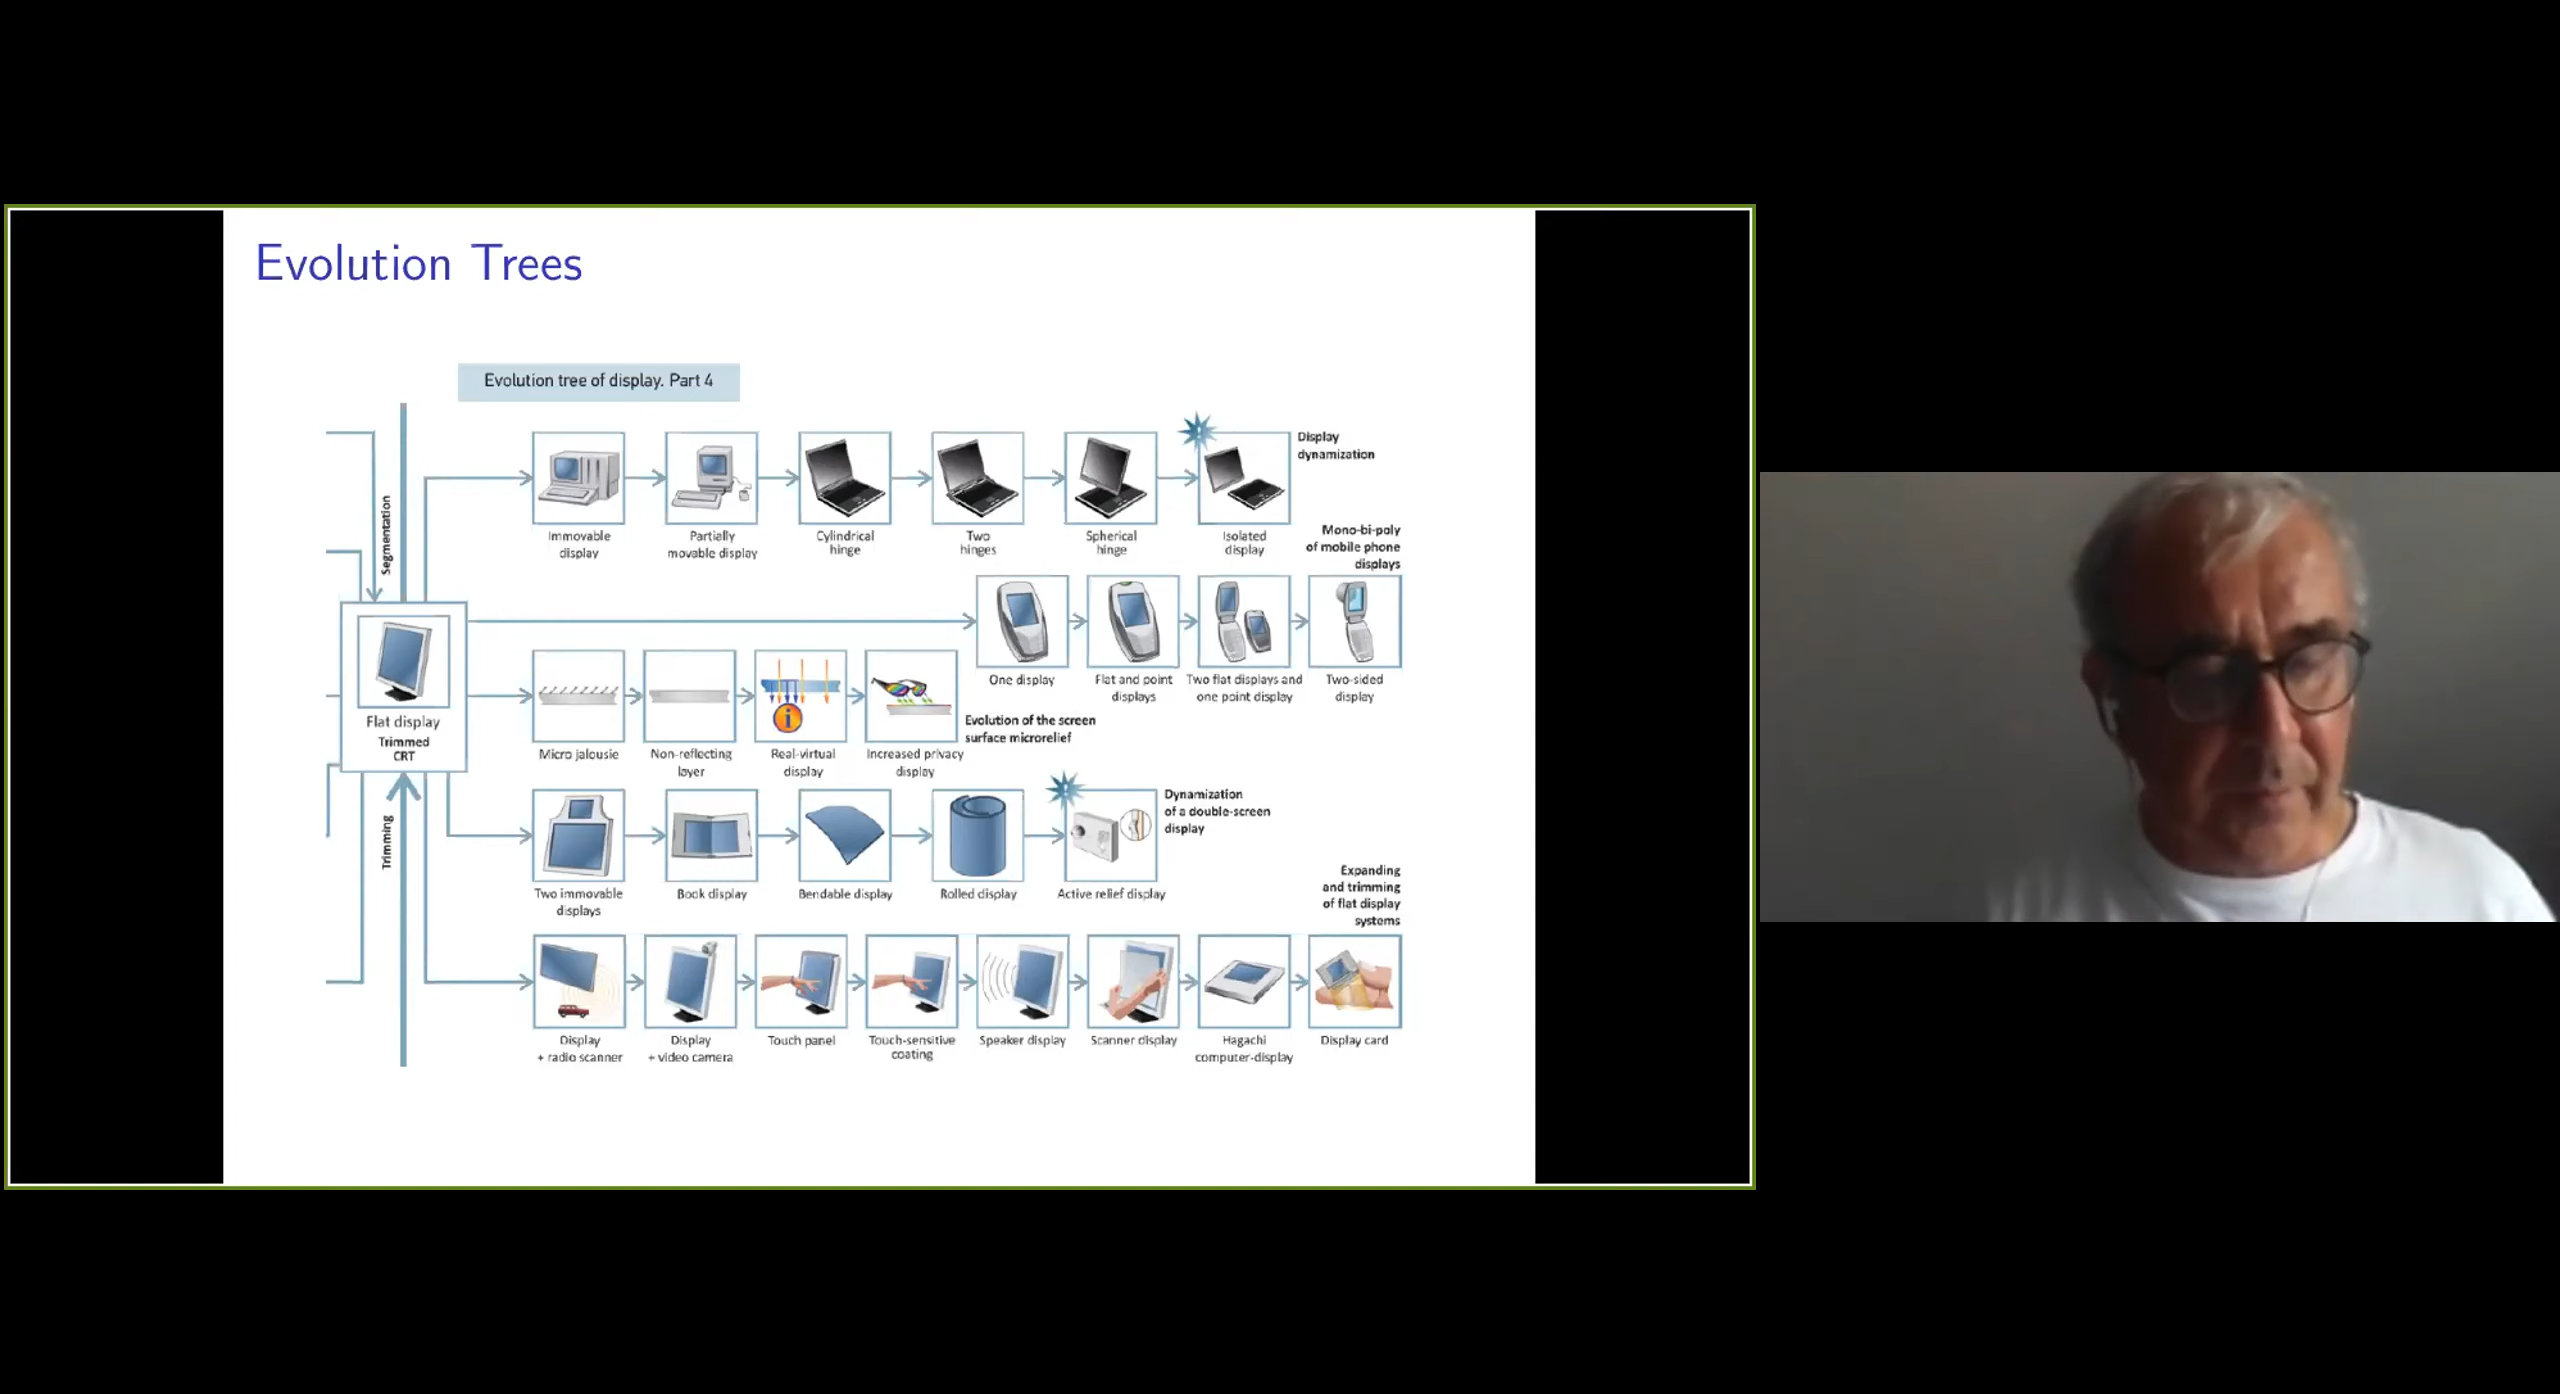 Evolution Trees
Evolution tree of display. Part 4
Segmentation
Immovable
display
Partially
movable display
Cylindrical
hinge
Two
hinges
Spherical
hinge
Isolated
display
Display
dynamization
Mono-bi-poly
of mobile phone
displays
One display
Flat and point
displays
Two flat displays and
one point display
Two-sided
display
Flat display
Trimmed
CRT
Micro jalousie
Non-reflecting
layer
Real-virtual
display
Increased privacy
display
Evolution of the screen
surface microrelief
Trimming
Two immovable
displays
Book display
Bendable display
Rolled display
Active relief display
Dynamization
of a double-screen
display
Expanding
and trimming
of flat display
systems
Display
+ radio scanner
Display
+ video camera
Touch panel
Touch-sensitive
coating
Speaker display
Scanner display
Hagachi
computer-display
Display card